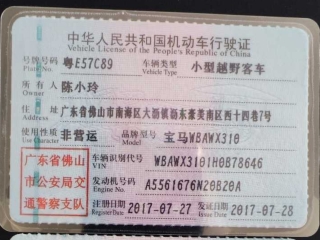 中华人民共和国机动车行驶证
Vehicle License of the People's Republic of China
号牌号码 粤E57C89 车辆类型 小型越野客车
Plate No. Vehicle Type
所有人 陈小玲
Owner
住址 广东省佛山市南海区大沥镇沥东豪美南区西十四巷7号
Address
使用性质 非营运 品牌型号 宝马WBAWX310
Use Character Model
广东省佛山 车辆识别代号 WBAWX3101H0B78646
VIN
市公安局交 发动机号码 A5561676N20B20A
Engine No.
通警察支队 注册日期 2017-07-27 发证日期 2017-07-28
Register Date Issue Date